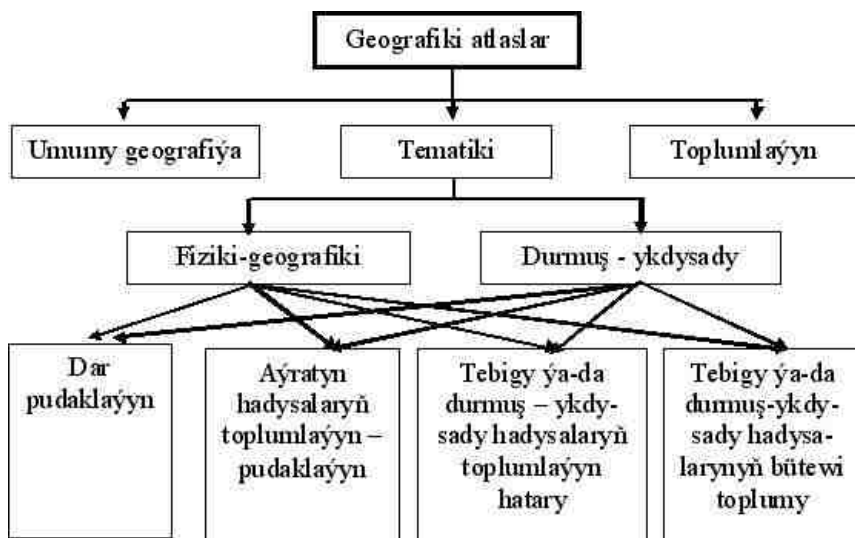 Geografiki atlaslar
Umumy geografiýa
Tematiki
Toplumlaýyn
Fiziki-geografiki
Durmuş - ykdysady
Dar
pudaklaýyn
Aýratyn
hadysalaryň
toplumlaýyn –
pudaklaýyn
Tebigy ýa-da
durmuş – ykdy-
sady hadysalaryň
toplumlaýyn
hatary
Tebigy ýa-da
durmuş-ykdy-
sady hadysa-
larynyň bütewi
toplumy